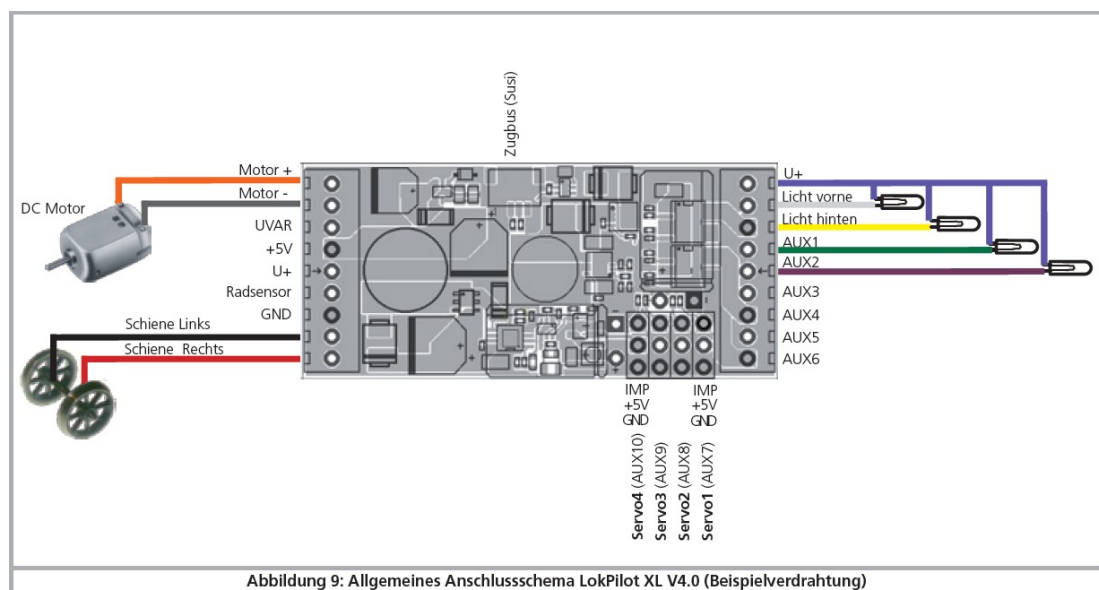 Zugbus (Susi)
DC Motor
Motor +
Motor -
UVAR
+5V
U+
Radsensor
GND
Schiene Links
Schiene Rechts
U+
Licht vorne
Licht hinten
AUX1
AUX2
AUX3
AUX4
AUX5
AUX6
IMP
+5V
GND
IMP
+5V
GND
Servo4 (AUX10)
Servo3 (AUX9)
Servo2 (AUX8)
Servo1 (AUX7)
Abbildung 9: Allgemeines Anschlussschema LokPilot XL V4.0 (Beispielverdrahtung)